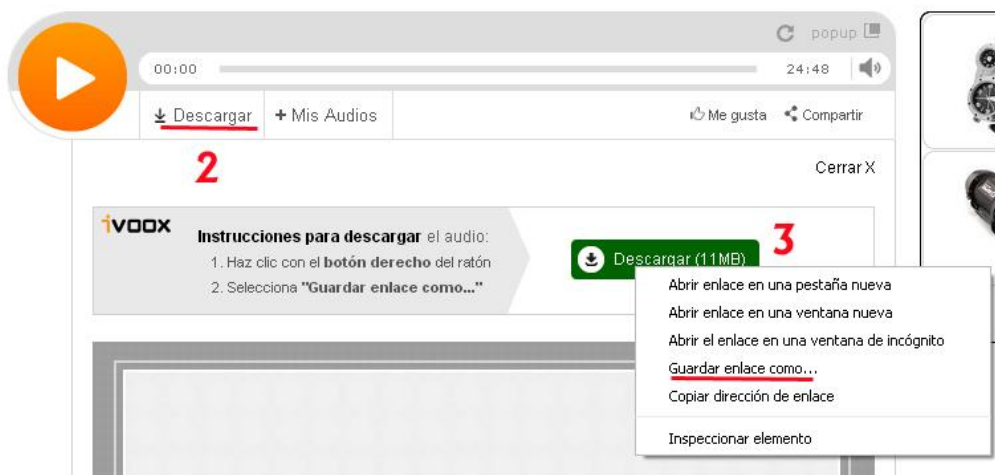 popup
00:00
24:48
Descargar
+ Mis Audios
Me gusta
Compartir
2
Cerrar X
ivoox
Instrucciones para descargar el audio:
1. Haz clic con el botón derecho del ratón
2. Selecciona "Guardar enlace como..."
3
Descargar (11MB)
Abrir enlace en una pestaña nueva
Abrir enlace en una ventana nueva
Abrir el enlace en una ventana de incógnito
Guardar enlace como...
Copiar dirección de enlace
Inspeccionar elemento